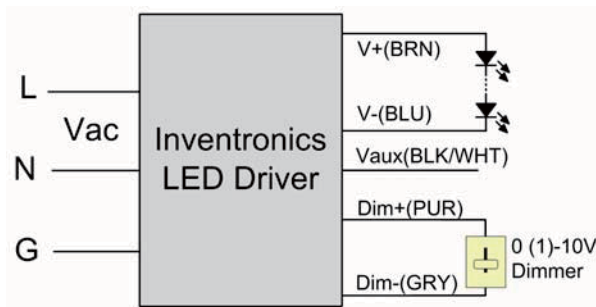 L
Vac
N
G
Inventronics
LED Driver
V+(BRN)
V-(BLU)
Vaux(BLK/WHT)
Dim+(PUR)
Dim-(GRY)
0 (1)-10V
Dimmer